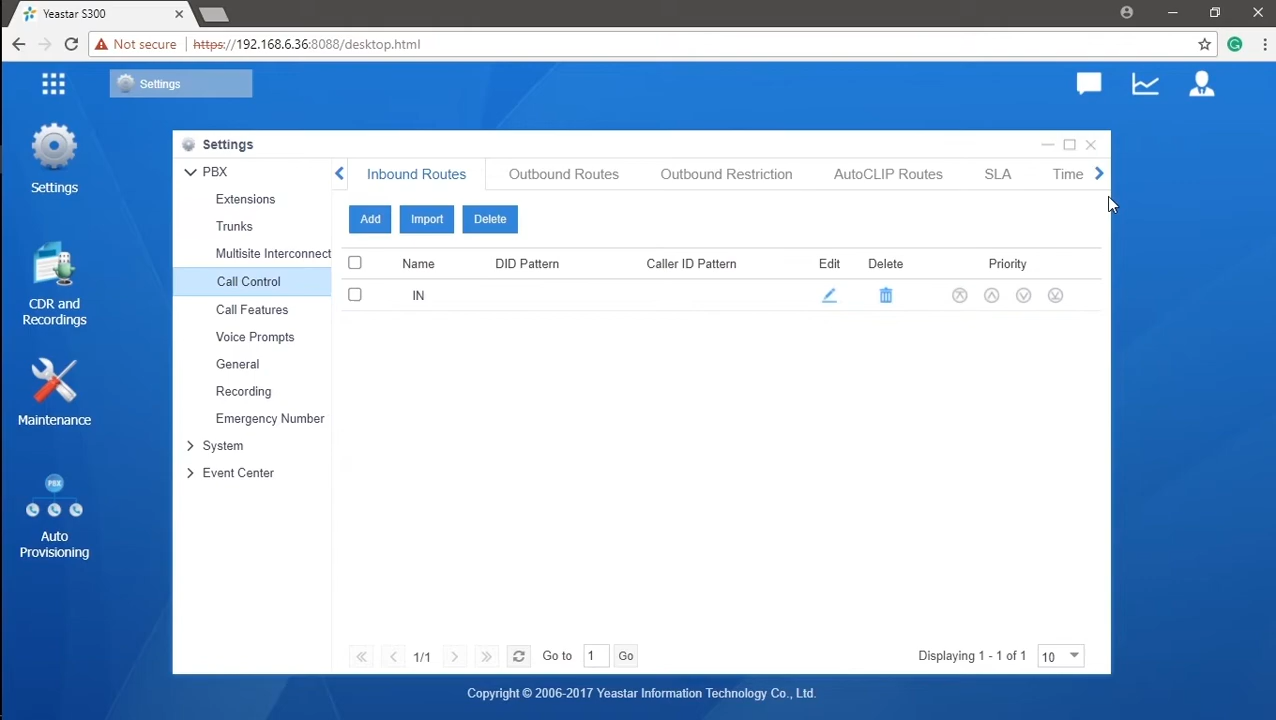 Yeastar S300
Not secure https://192.168.6.36:8088/desktop.html
Settings
Settings
CDR and
Recordings
Maintenance
PBX
Auto
Provisioning
Settings
PBX
Extensions
Trunks
Multisite Interconnect
Call Control
Call Features
Voice Prompts
General
Recording
Emergency Number
System
Event Center
Inbound Routes Outbound Routes Outbound Restriction AutoCLIP Routes SLA Time
Add Import Delete
Name DID Pattern Caller ID Pattern Edit Delete Priority
IN
1/1 Go to 1 Go Displaying 1 - 1 of 1 10
Copyright © 2006-2017 Yeastar Information Technology Co., Ltd.